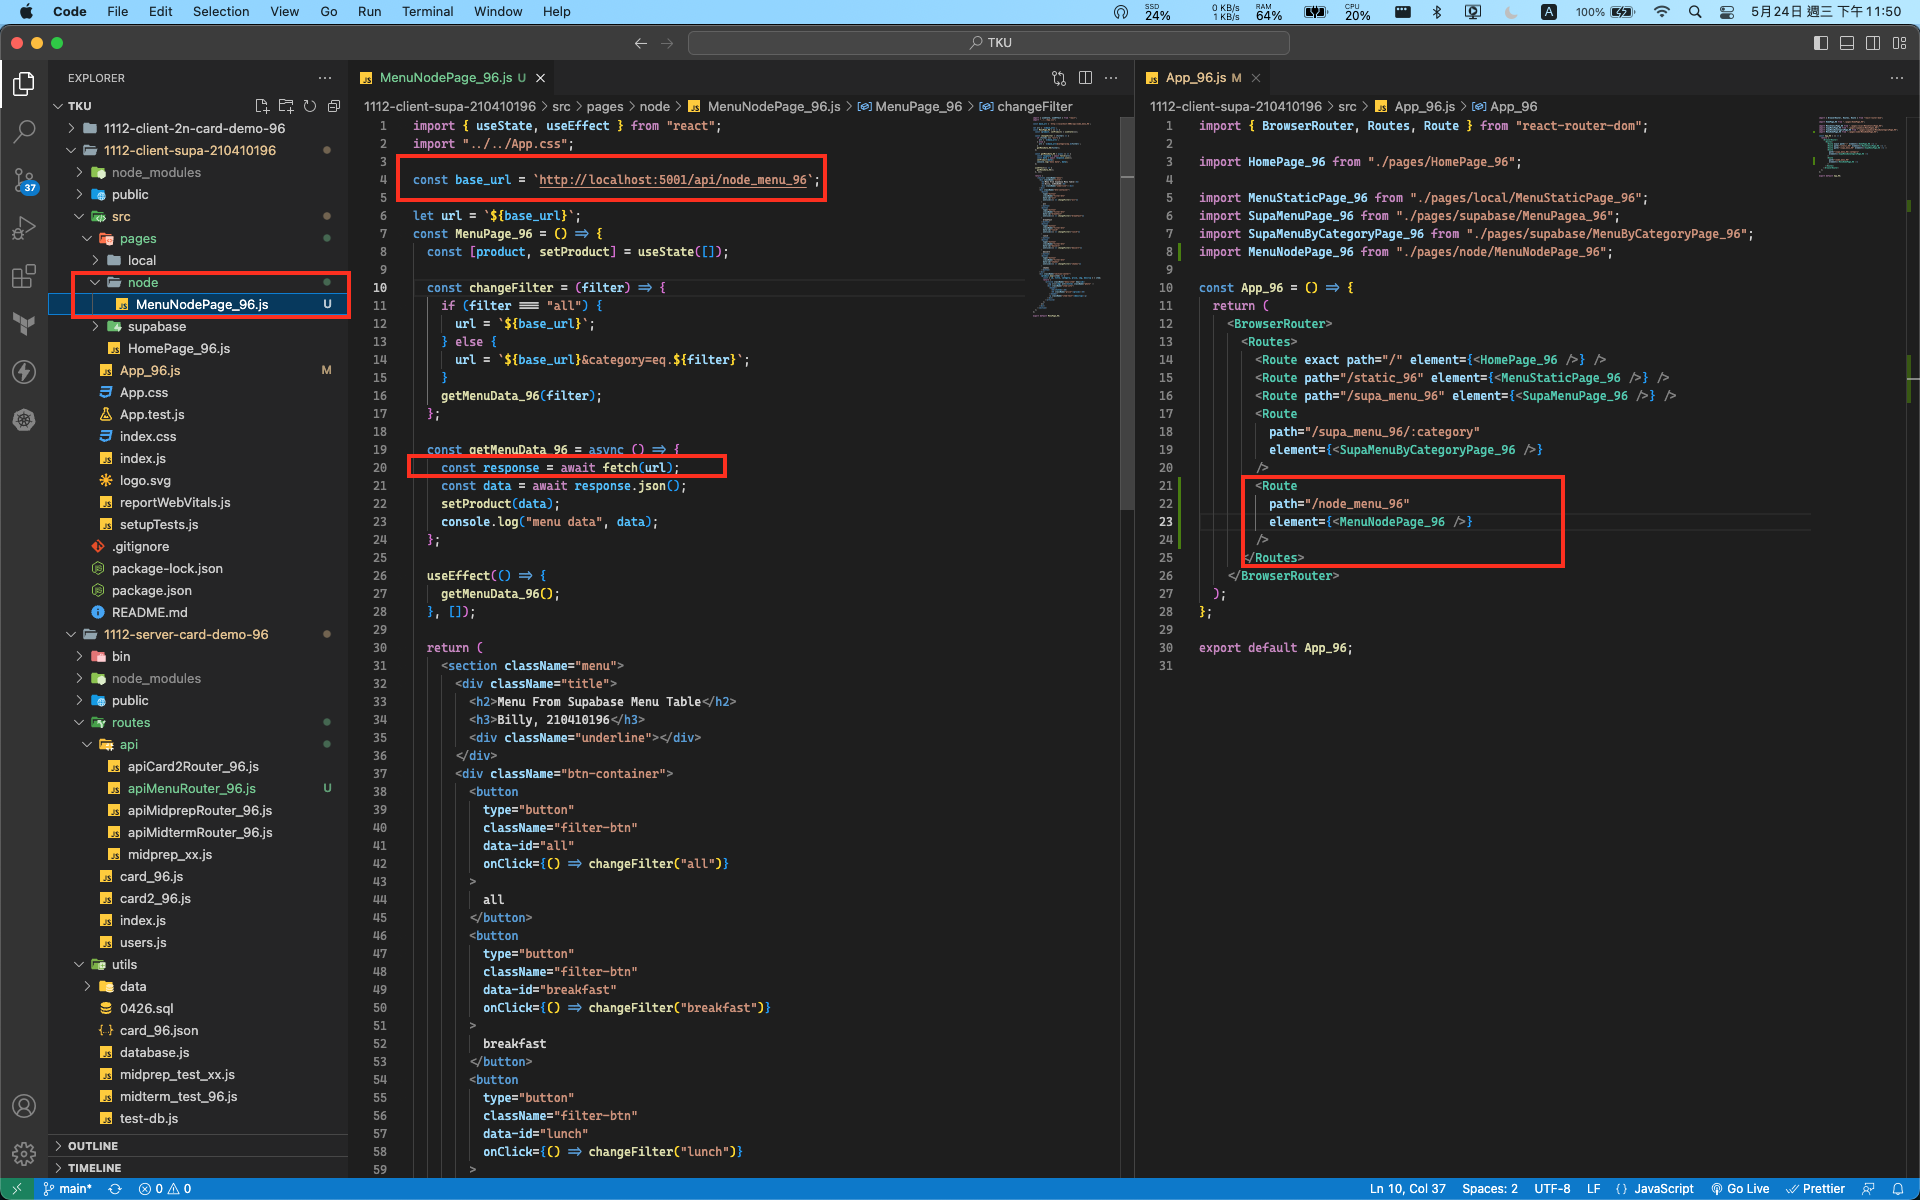 Code File Edit Selection View Go Run Terminal Window Help
SSD 24% 0 KB/s 1 KB/s RAM 64% CPU 20% A 100% 5月24日 週三 下午11:50
TKU
EXPLORER
TKU
1112-client-2n-card-demo-96
1112-client-supa-210410196
node_modules
public
src
pages
local
node
MenuNodePage_96.js U
supabase
HomePage_96.js
App_96.js M
App.css
App.test.js
index.css
index.js
logo.svg
reportWebVitals.js
setupTests.js
.gitignore
package-lock.json
package.json
README.md
1112-server-card-demo-96
bin
node_modules
public
routes
api
apiCard2Router_96.js
apiMenuRouter_96.js U
apiMidprepRouter_96.js
apiMidtermRouter_96.js
midprep_xx.js
card_96.js
card2_96.js
index.js
users.js
utils
data
0426.sql
card_96.json
database.js
midprep_test_xx.js
midterm_test_96.js
test-db.js
OUTLINE
TIMELINE
37
MenuNodePage_96.js U
1112-client-supa-210410196 > src > pages > node > MenuNodePage_96.js > MenuPage_96 > changeFilter
1 import { useState, useEffect } from "react";
2 import "../../App.css";
3
4 const base_url = `http://localhost:5001/api/node_menu_96`;
5
6 let url = `${base_url}`;
7 const MenuPage_96 = () => {
8 const [product, setProduct] = useState([]);
9
10 const changeFilter = (filter) => {
11 if (filter === "all") {
12 url = `${base_url}`;
13 } else {
14 url = `${base_url}&category=eq.${filter}`;
15 }
16 getMenuData_96(filter);
17 };
18
19 const getMenuData_96 = async () => {
20 const response = await fetch(url);
21 const data = await response.json();
22 setProduct(data);
23 console.log("menu data", data);
24 };
25
26 useEffect(() => {
27 getMenuData_96();
28 }, []);
29
30 return (
31 <section className="menu">
32 <div className="title">
33 <h2>Menu From Supabase Menu Table</h2>
34 <h3>Billy, 210410196</h3>
35 <div className="underline"></div>
36 </div>
37 <div className="btn-container">
38 <button
39 type="button"
40 className="filter-btn"
41 data-id="all"
42 onClick={() => changeFilter("all")}
43 >
44 all
45 </button>
46 <button
47 type="button"
48 className="filter-btn"
49 data-id="breakfast"
50 onClick={() => changeFilter("breakfast")}
51 >
52 breakfast
53 </button>
54 <button
55 type="button"
56 className="filter-btn"
57 data-id="lunch"
58 onClick={() => changeFilter("lunch")}
59 >
App_96.js M
1112-client-supa-210410196 > src > App_96.js > App_96
1 import { BrowserRouter, Routes, Route } from "react-router-dom";
2
3 import HomePage_96 from "./pages/HomePage_96";
4
5 import MenuStaticPage_96 from "./pages/local/MenuStaticPage_96";
6 import SupaMenuPage_96 from "./pages/supabase/MenuPagea_96";
7 import SupaMenuByCategoryPage_96 from "./pages/supabase/MenuByCategoryPage_96";
8 import MenuNodePage_96 from "./pages/node/MenuNodePage_96";
9
10 const App_96 = () => {
11 return (
12 <BrowserRouter>
13 <Routes>
14 <Route exact path="/" element={<HomePage_96 />} />
15 <Route path="/static_96" element={<MenuStaticPage_96 />} />
16 <Route path="/supa_menu_96" element={<SupaMenuPage_96 />} />
17 <Route
18 path="/supa_menu_96/:category"
19 element={<SupaMenuByCategoryPage_96 />}
20 />
21 <Route
22 path="/node_menu_96"
23 element={<MenuNodePage_96 />}
24 />
25 </Routes>
26 </BrowserRouter>
27 );
28 };
29
30 export default App_96;
31
main* 0 0 Ln 10, Col 37 Spaces: 2 UTF-8 LF {} JavaScript Go Live Prettier